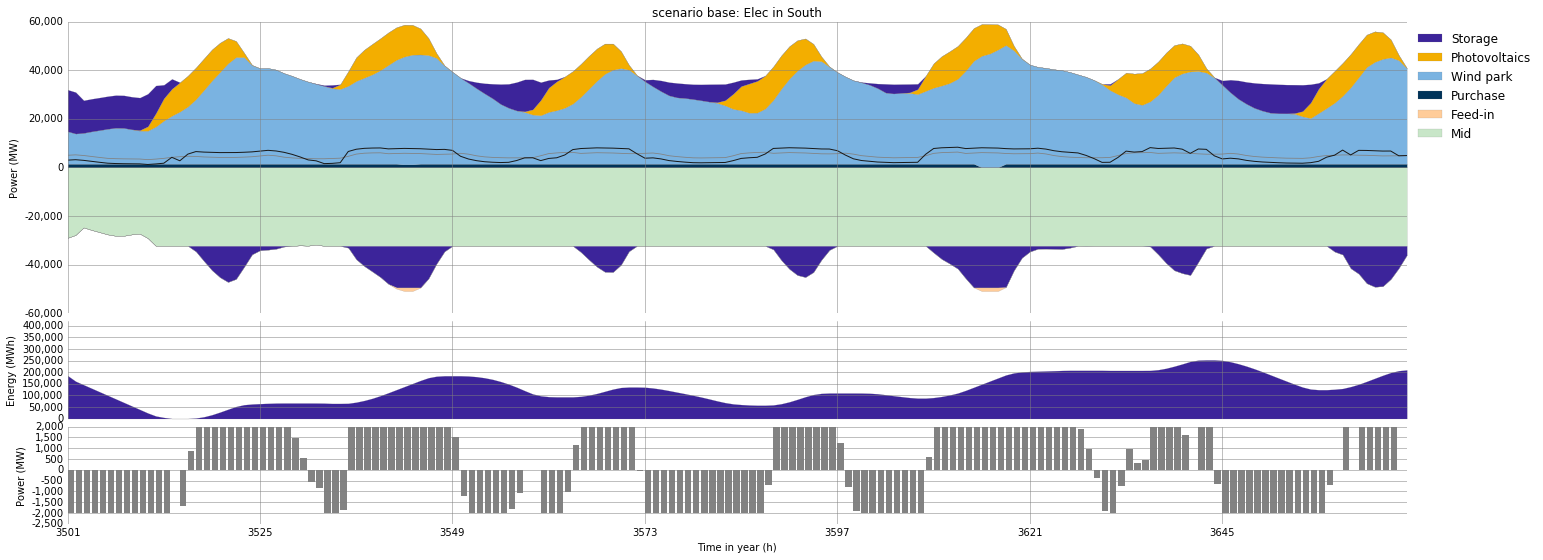 scenario base: Elec in South
60,000
40,000
20,000
0
-20,000
-40,000
-60,000
Power (MW)
Storage
Photovoltaics
Wind park
Purchase
Feed-in
Mid
400,000
350,000
300,000
250,000
200,000
150,000
100,000
50,000
0
Energy (MWh)
2,000
1,500
1,000
500
0
-500
-1,000
-1,500
-2,000
-2,500
Power (MW)
3501 3525 3549 3573 3597 3621 3645
Time in year (h)